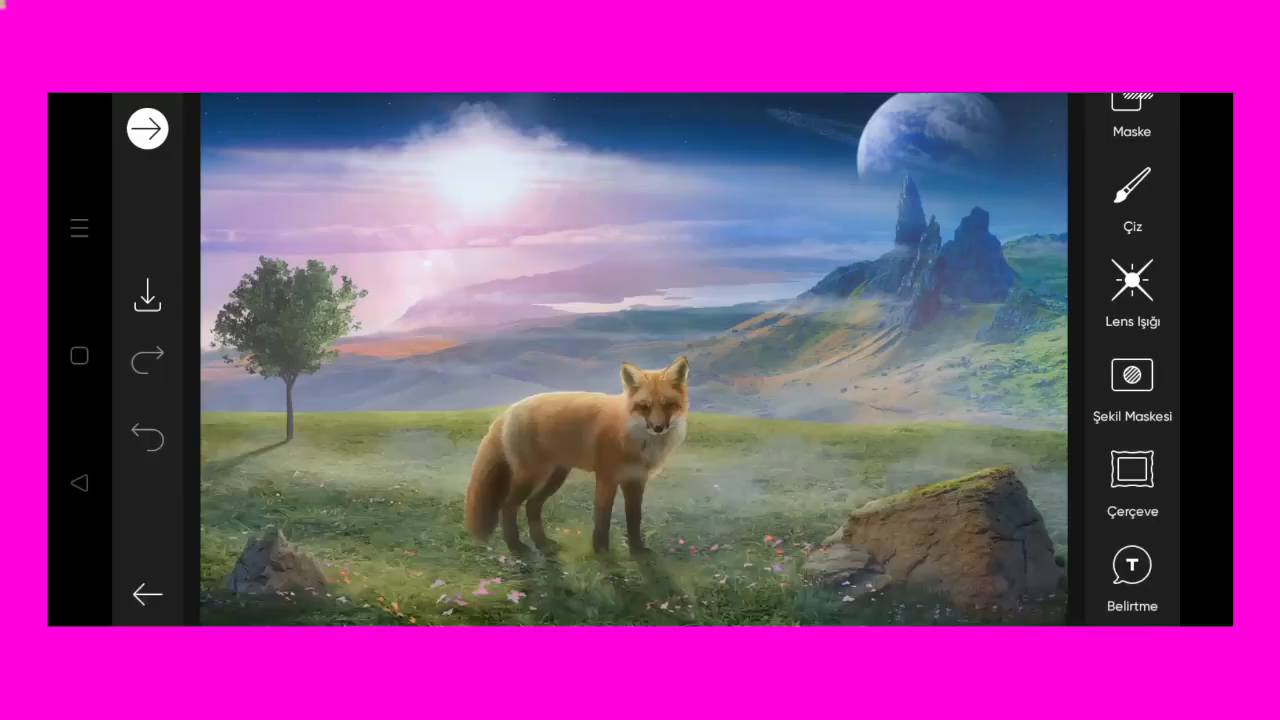 Maske
Çiz
Lens Işığı
Şekil Maskesi
Çerçeve
T
Belirtme